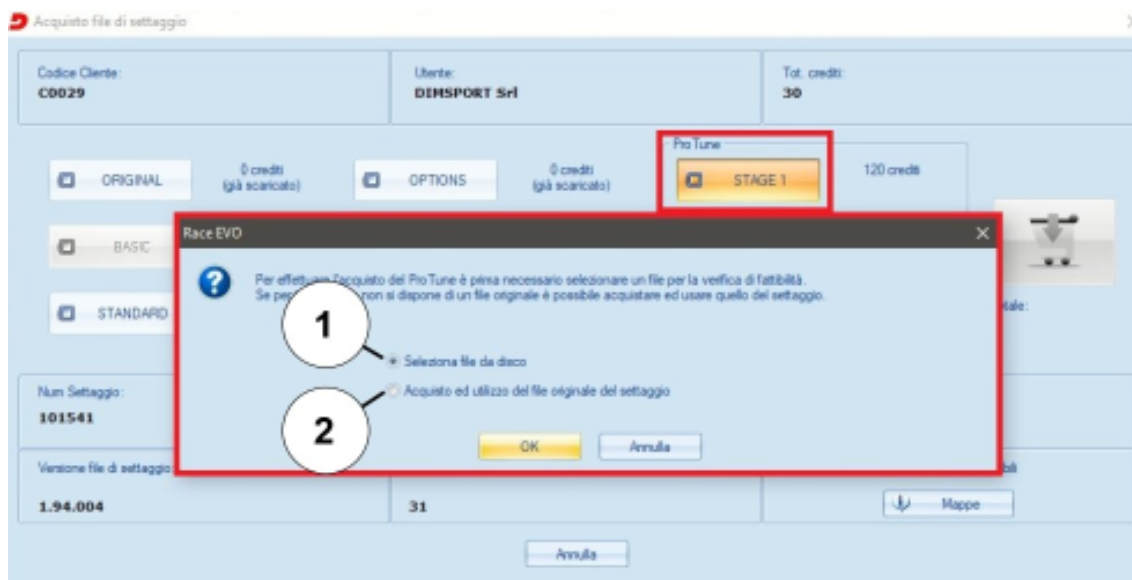 Acquisto file di settaggio
Codice Cliente:
C0029
Utente:
DIMSPORT Srl
Tot. crediti:
30
ORIGINAL
0 crediti
(già scaricato)
OPTIONS
0 crediti
(già scaricato)
Pro Tune
STAGE 1
120 crediti
BASIC
STANDARD
Race EVO
Per effettuare l'acquisto del ProTune è prima necessario selezionare un file per la verifica di fattibilità.
Se per non si dispone di un file originale è possibile acquistare ed usare quello del settaggio.
1
Seleziona file da disco
2
Acquisto ed utilizzo del file originale del settaggio
OK
Annulla
Num Settaggio:
101541
Versione file di settaggio:
1.94.004
31
Mappe
Annulla